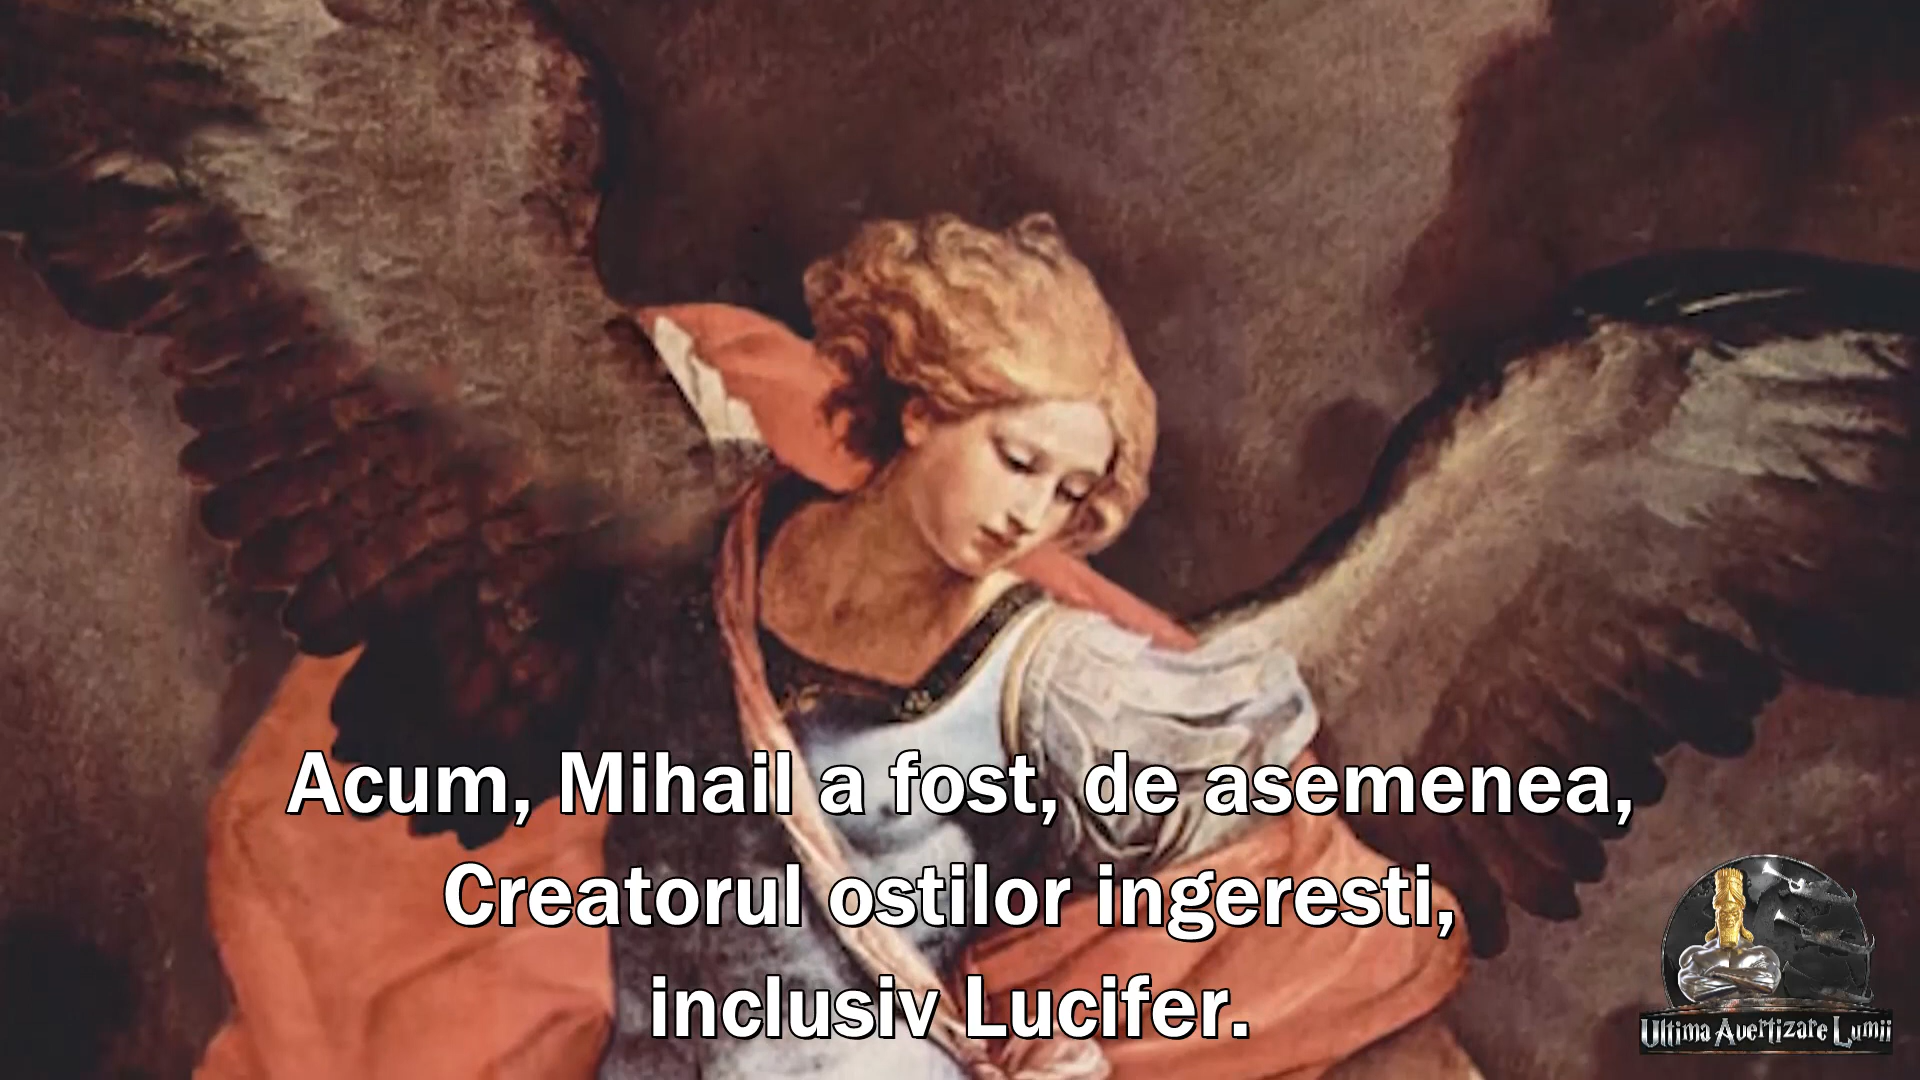 Acum, Mihail a fost, de asemenea,
Creatorul ostilor ingeresti,
inclusiv Lucifer.
Ultima Avertizare Lumii